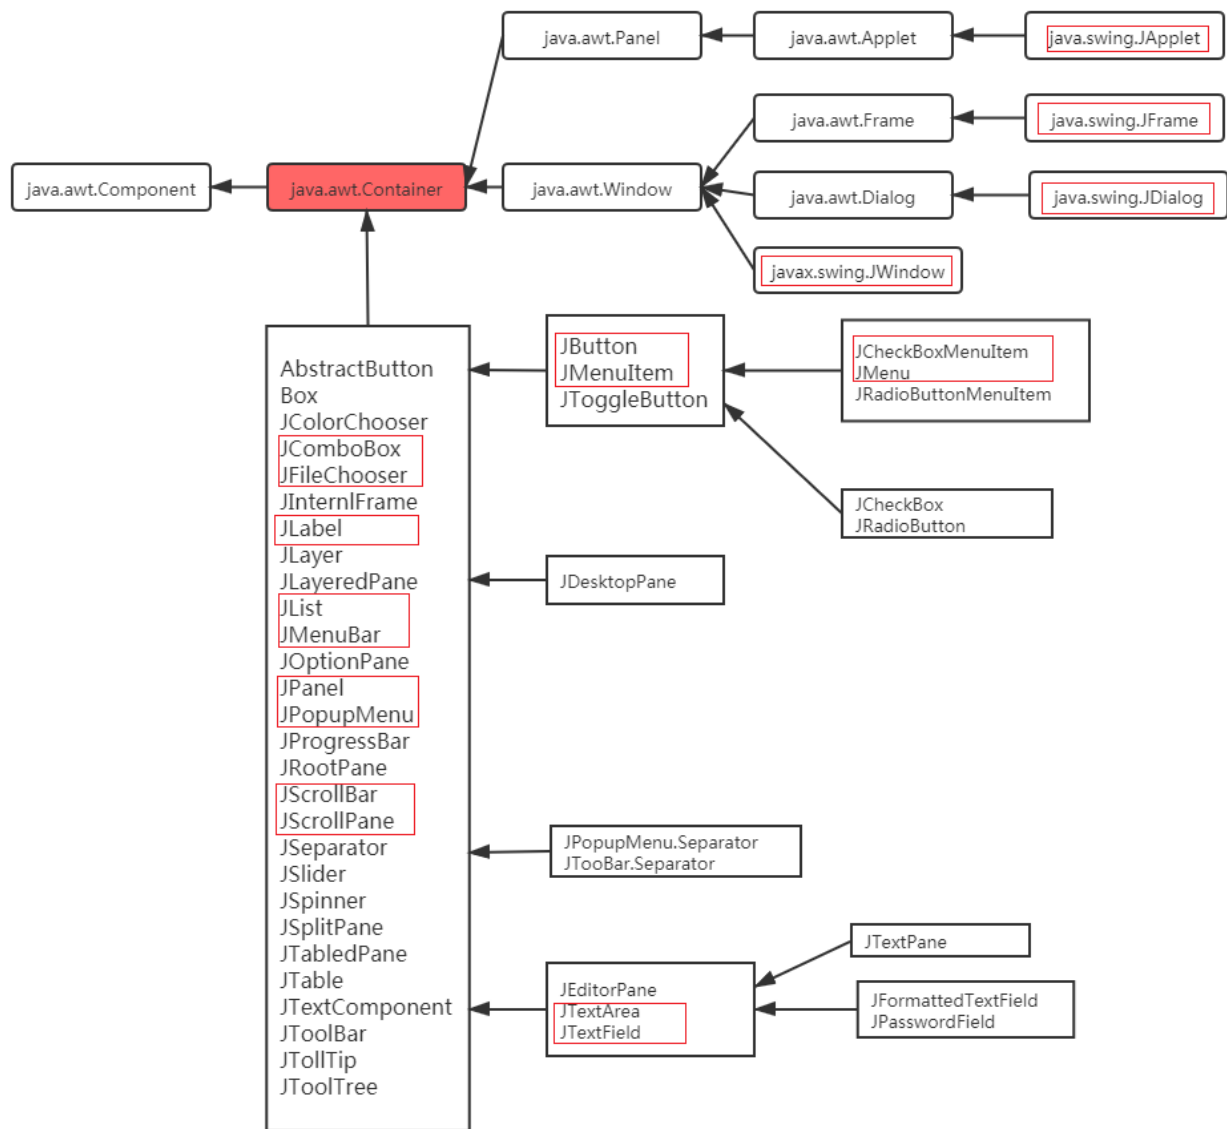 java.awt.Panel
java.awt.Applet
java.swing.JApplet
java.awt.Frame
java.swing.JFrame
java.awt.Component
java.awt.Container
java.awt.Window
java.awt.Dialog
java.swing.JDialog
javax.swing.JWindow
AbstractButton
Box
JColorChooser
JComboBox
JFileChooser
JInternlFrame
JLabel
JLayer
JLayeredPane
JList
JMenuBar
JOptionPane
JPanel
JPopupMenu
JProgressBar
JRootPane
JScrollBar
JScrollPane
JSeparator
JSlider
JSpinner
JSplitPane
JTabledPane
JTable
JTextComponent
JToolBar
JTollTip
JToolTree
JButton
JMenuItem
JToggleButton
JCheckBoxMenuItem
JMenu
JRadioButtonMenuItem
JCheckBox
JRadioButton
JDesktopPane
JPopupMenu.Separator
JTooBar.Separator
JEditorPane
JTextArea
JTextField
JTextPane
JFormattedTextField
JPasswordField